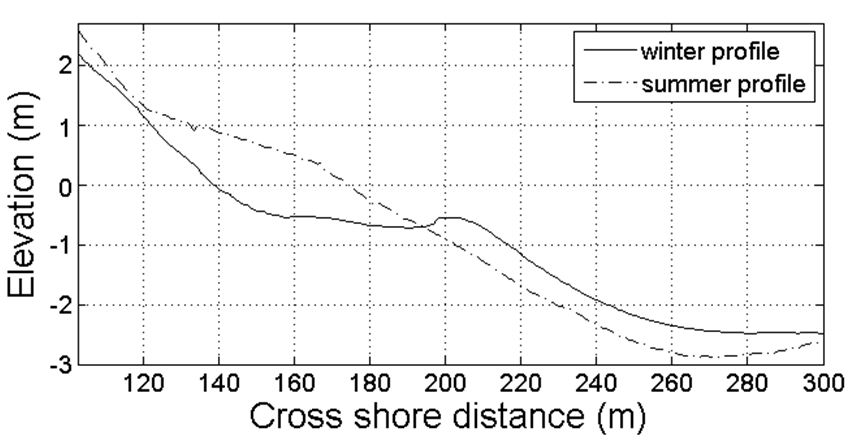 winter profile
summer profile
Elevation (m)
2
1
0
-1
-2
-3
120 140 160 180 200 220 240 260 280 300
Cross shore distance (m)